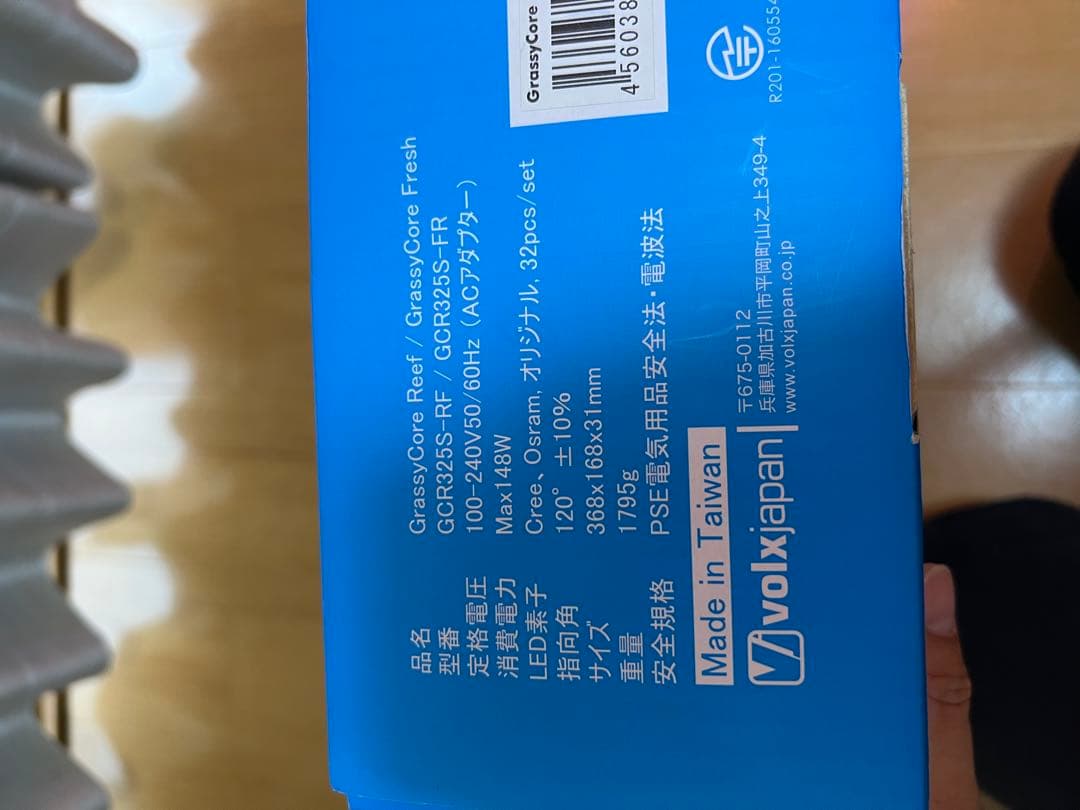 品名 GrassyCore Reef / GrassyCore Fresh
型番 GCR325S-RF / GCR325S-FR
定格電圧 100-240V50/60Hz (ACアダプター)
消費電力 Max148W
LED素子 Cree、Osram, オリジナル, 32pcs/set
指向角 120° ±10%
サイズ 368x168x31mm
重量 1795g
安全規格 PSE電気用品安全法・電波法
Made in Taiwan
volxjapan
〒675-0112
兵庫県加古川市平岡町山之上349-4
www.volxjapan.co.jp
GrassyCore
4 56038
R201-160554